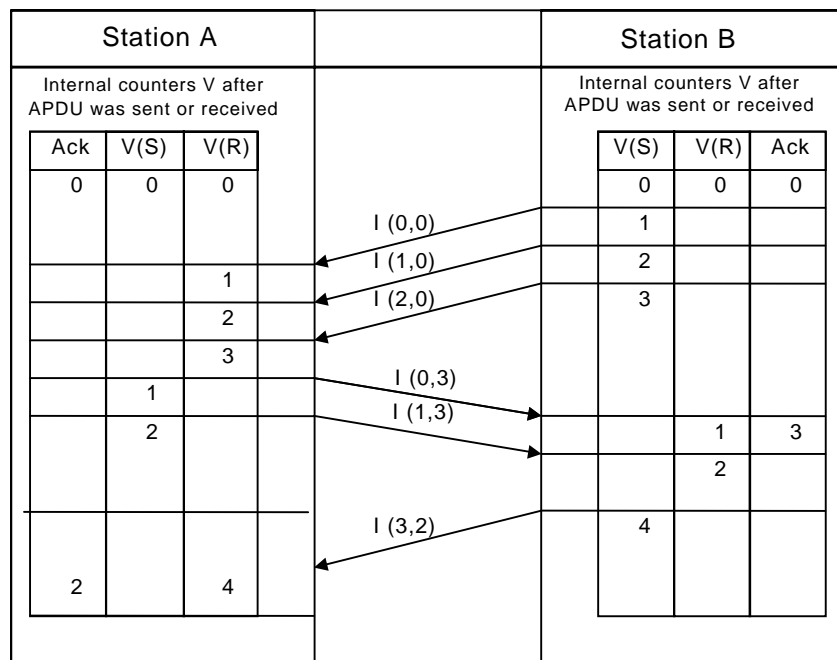 Station A
Station B
Internal counters V after
APDU was sent or received
Internal counters V after
APDU was sent or received
Ack V(S) V(R)
V(S) V(R) Ack
0 0 0
0 0 0
I (0,0)
1
I (1,0)
2
1
I (2,0)
3
2
3
I (0,3)
1
I (1,3)
2
1 3
2
I (3,2)
4
2 4